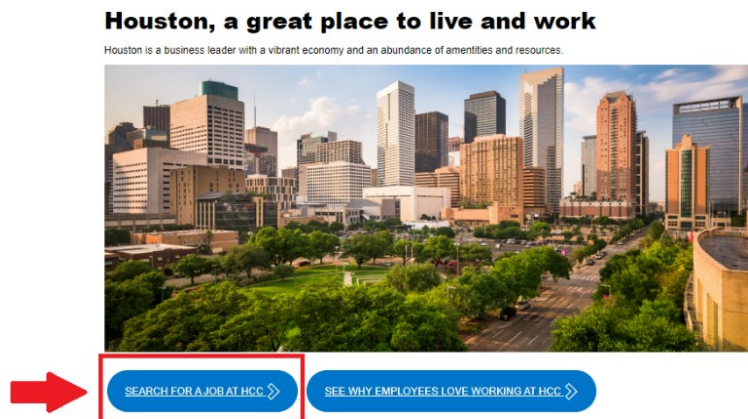 Houston, a great place to live and work
Houston is a business leader with a vibrant economy and an abundance of amentities and resources.
SEARCH FOR A JOB AT HCC
SEE WHY EMPLOYEES LOVE WORKING AT HCC